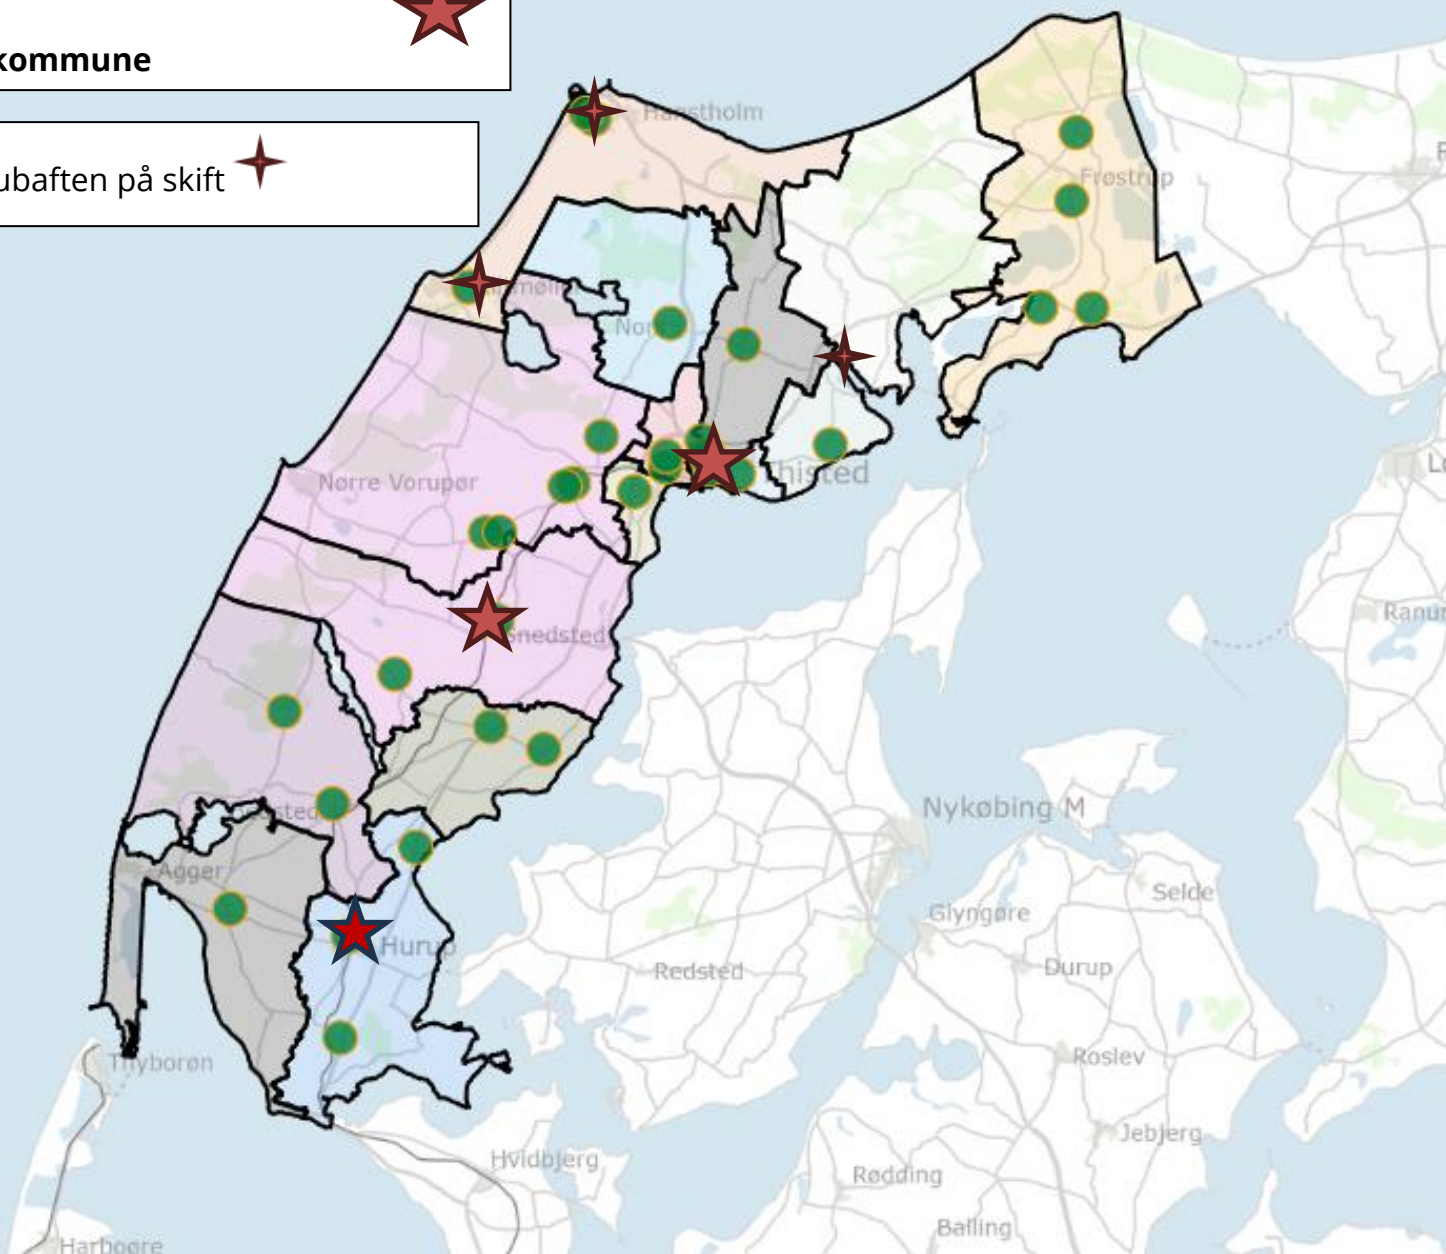 kommune
ubaften på skift
Hanstholm
Frøstrup
Nørre Vorupør
Thisted
Snedsted
Ranum
Nykøbing M
Agger
Selde
Glyngøre
Hurup
Redsted
Durup
Thyborøn
Roslev
Jebjerg
Hvidbjerg
Rødding
Balling
Harboøre